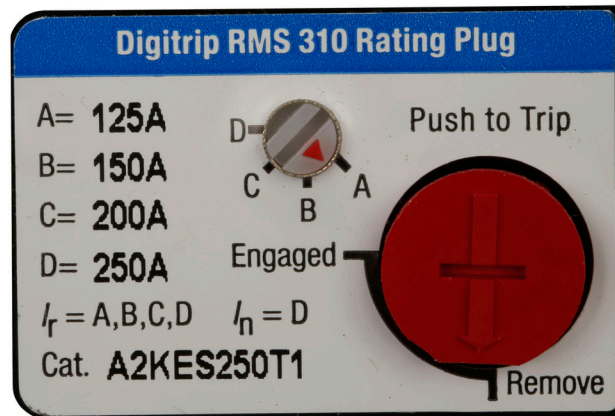 Digitrip RMS 310 Rating Plug
A= 125A
B= 150A
C= 200A
D= 250A
Ir = A,B,C,D In = D
Cat. A2KES250T1
D
C
B
A
Push to Trip
Engaged
Remove